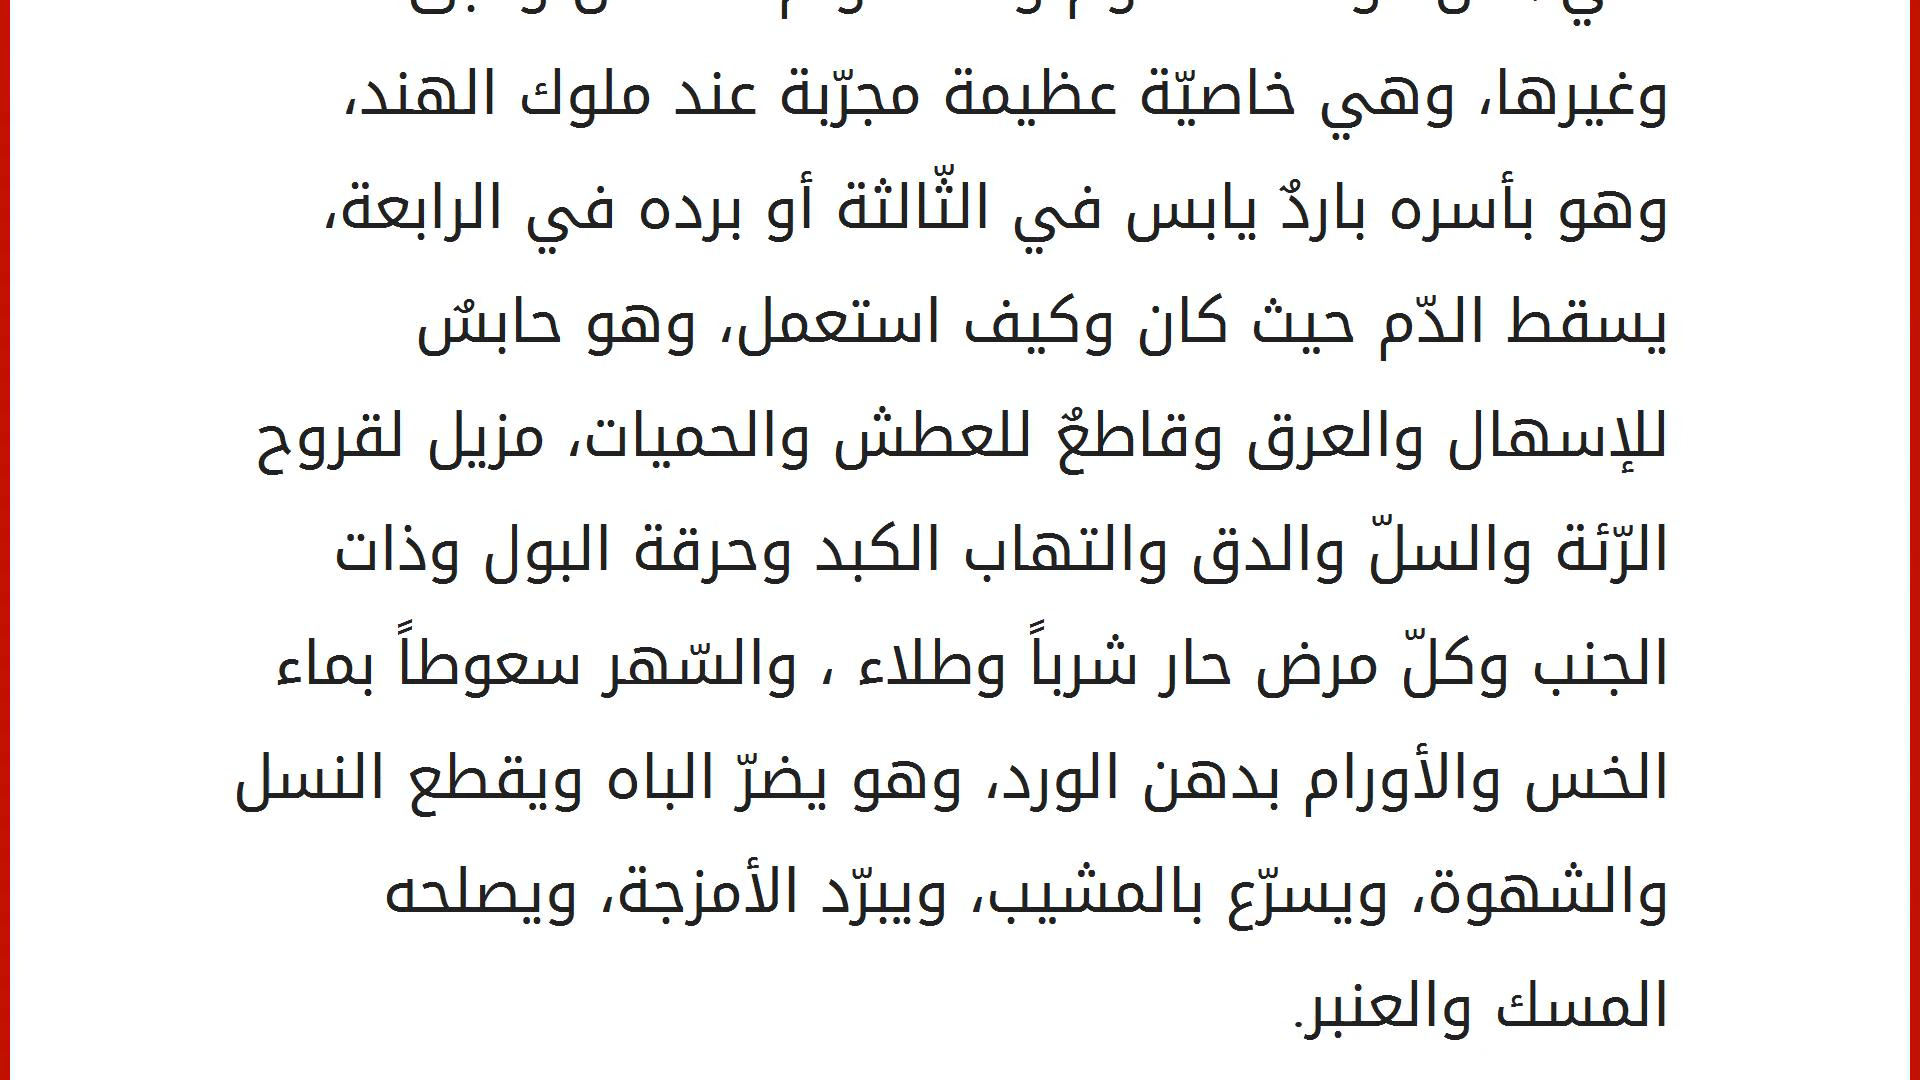 وغيرها، وهي خاصيّة عظيمة مجرّبة عند ملوك الهند،
وهو بأسره باردٌ يابس في الثّالثة أو برده في الرابعة،
يسقط الدّم حيث كان وكيف استعمل، وهو حابسٌ
للإسهال والعرق وقاطعٌ للعطش والحميات، مزيل لقروح
الرّئة والسلّ والدق والتهاب الكبد وحرقة البول وذات
الجنب وكلّ مرض حار شرباً وطلاء ، والسّهر سعوطاً بماء
الخس والأورام بدهن الورد، وهو يضرّ الباه ويقطع النسل
والشهوة، ويسرّع بالمشيب، ويبرّد الأمزجة، ويصلحه
المسك والعنبر.